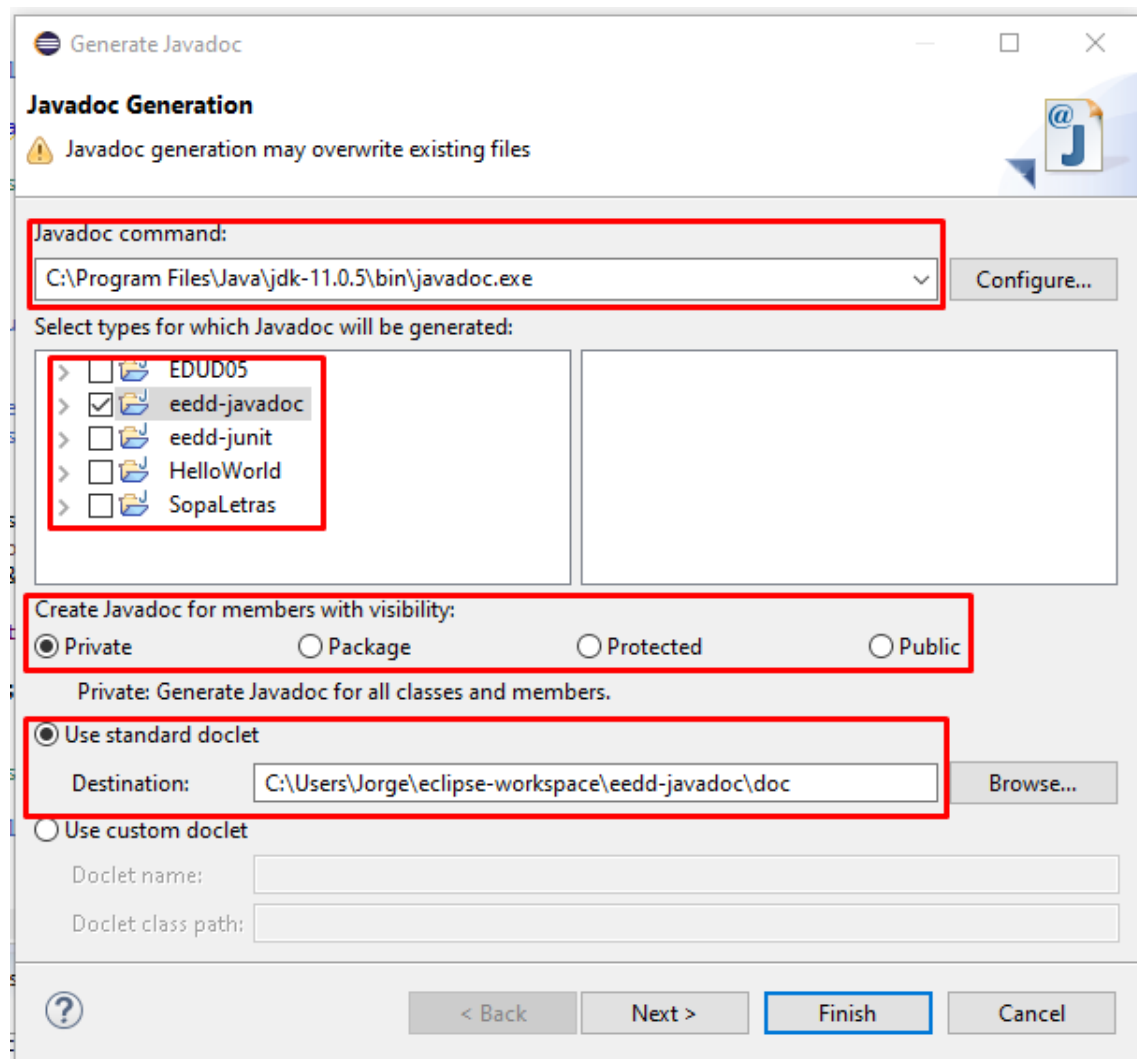 Generate Javadoc
Javadoc Generation
Javadoc generation may overwrite existing files
Javadoc command:
C:\Program Files\Java\jdk-11.0.5\bin\javadoc.exe
Configure...
Select types for which Javadoc will be generated:
EDUD05
eedd-javadoc
eedd-junit
HelloWorld
SopaLetras
Create Javadoc for members with visibility:
Private Package Protected Public
Private: Generate Javadoc for all classes and members.
Use standard doclet
Destination: C:\Users\Jorge\eclipse-workspace\eedd-javadoc\doc Browse...
Use custom doclet
Doclet name:
Doclet class path:
< Back Next > Finish Cancel